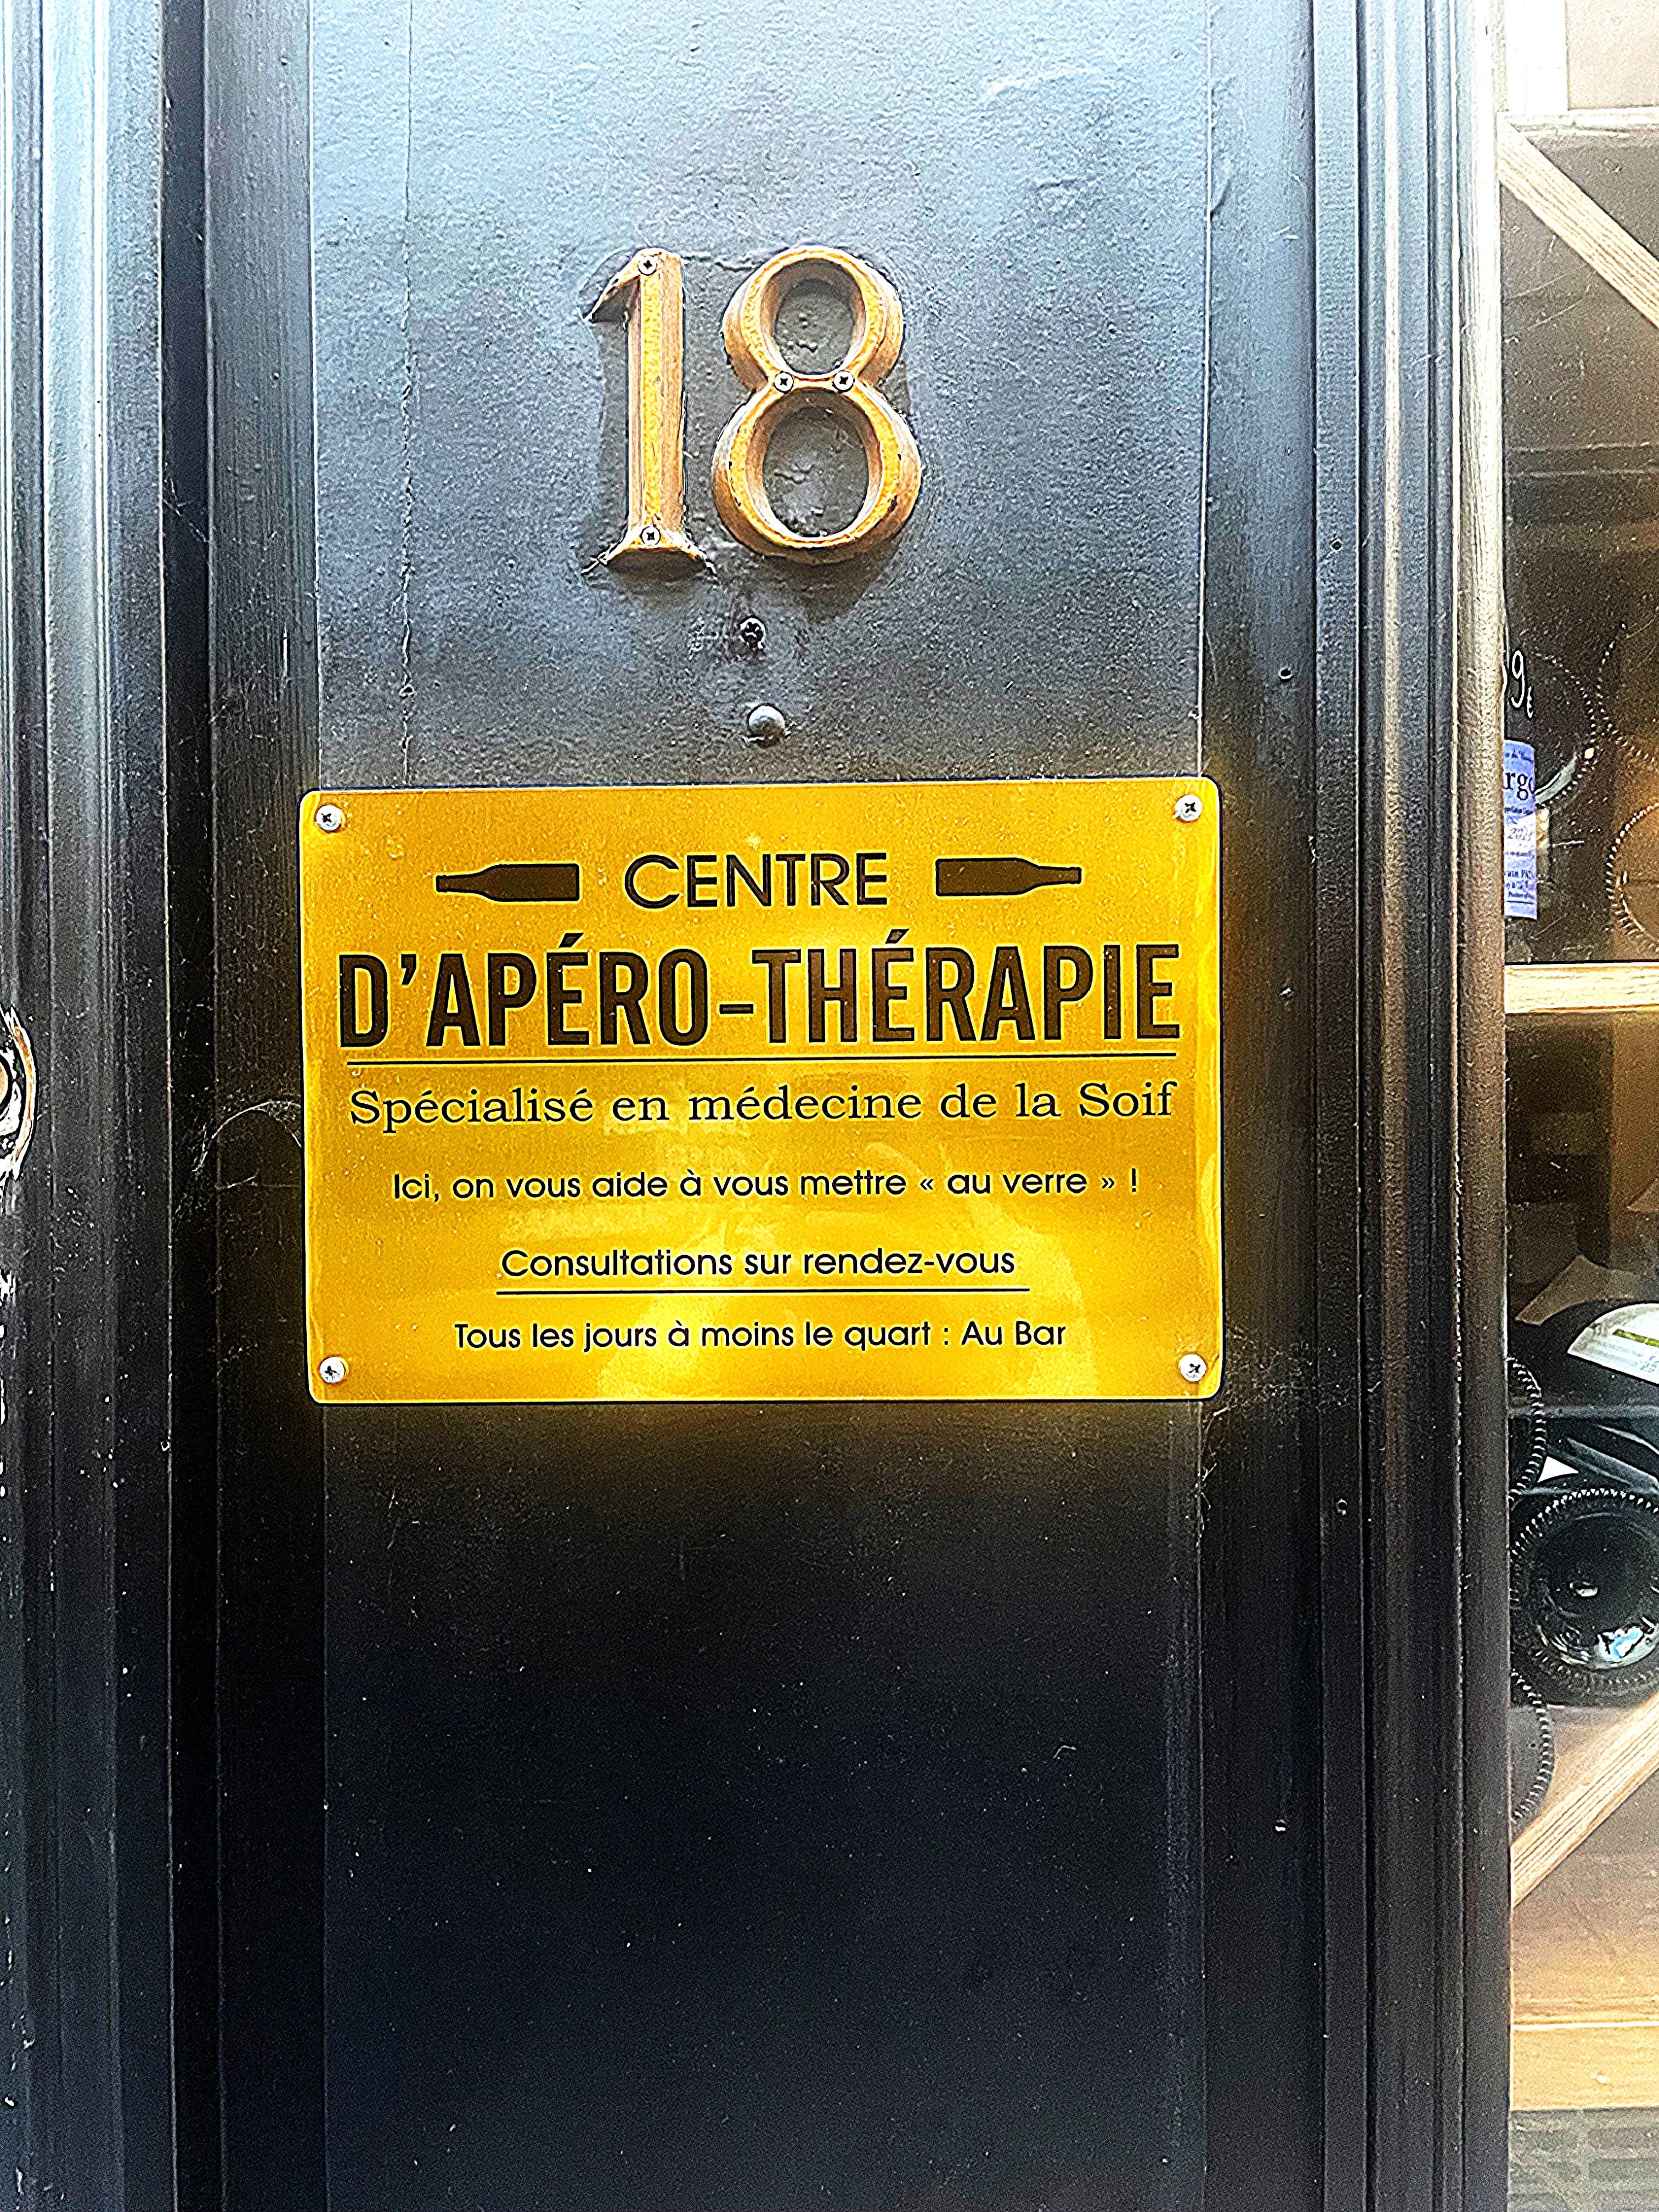 18
CENTRE
D'APÉRO-THÉRAPIE
Spécialisé en médecine de la Soif
Ici, on vous aide à vous mettre « au verre » !
Consultations sur rendez-vous
Tous les jours à moins le quart : Au Bar